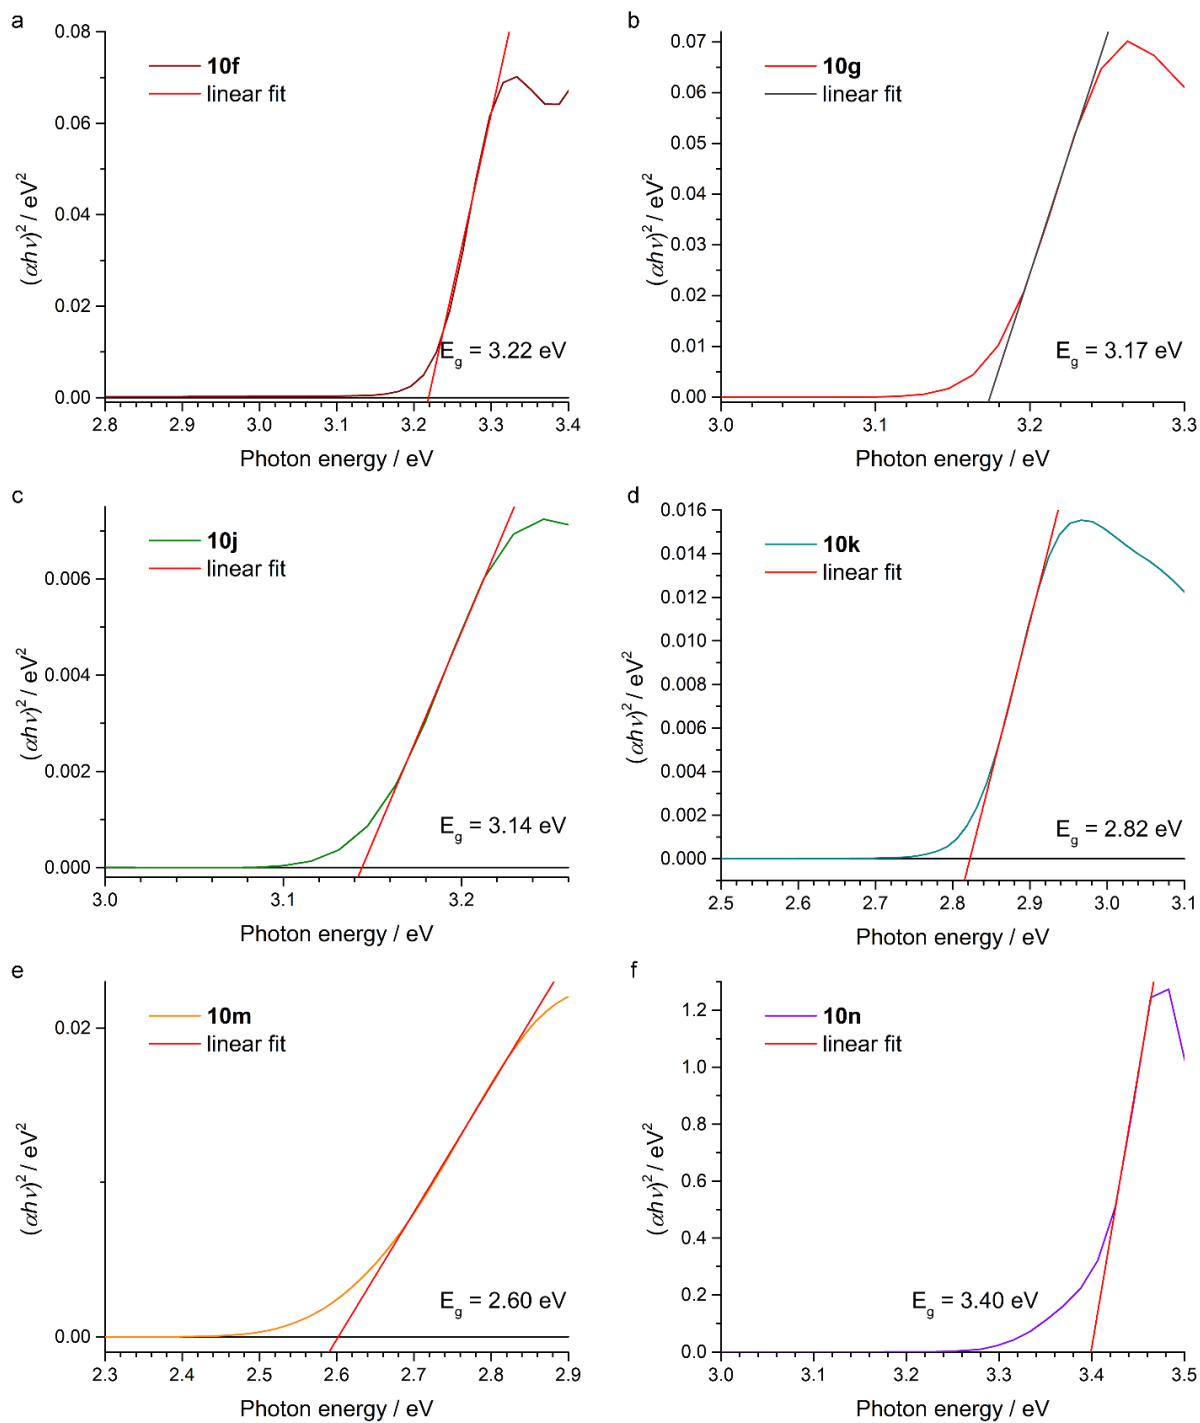 a
0.08
0.06
0.04
0.02
0.00
(αhν)² / eV²
10f
linear fit
E_g = 3.22 eV
2.8 2.9 3.0 3.1 3.2 3.3 3.4
Photon energy / eV
b
0.07
0.06
0.05
0.04
0.03
0.02
0.01
0.00
(αhν)² / eV²
10g
linear fit
E_g = 3.17 eV
3.0 3.1 3.2 3.3
Photon energy / eV
c
0.006
0.004
0.002
0.000
(αhν)² / eV²
10j
linear fit
E_g = 3.14 eV
3.0 3.1 3.2
Photon energy / eV
d
0.016
0.014
0.012
0.010
0.008
0.006
0.004
0.002
0.000
(αhν)² / eV²
10k
linear fit
E_g = 2.82 eV
2.5 2.6 2.7 2.8 2.9 3.0 3.1
Photon energy / eV
e
0.02
0.00
(αhν)² / eV²
10m
linear fit
E_g = 2.60 eV
2.3 2.4 2.5 2.6 2.7 2.8 2.9
Photon energy / eV
f
1.2
1.0
0.8
0.6
0.4
0.2
0.0
(αhν)² / eV²
10n
linear fit
E_g = 3.40 eV
3.0 3.1 3.2 3.3 3.4 3.5
Photon energy / eV